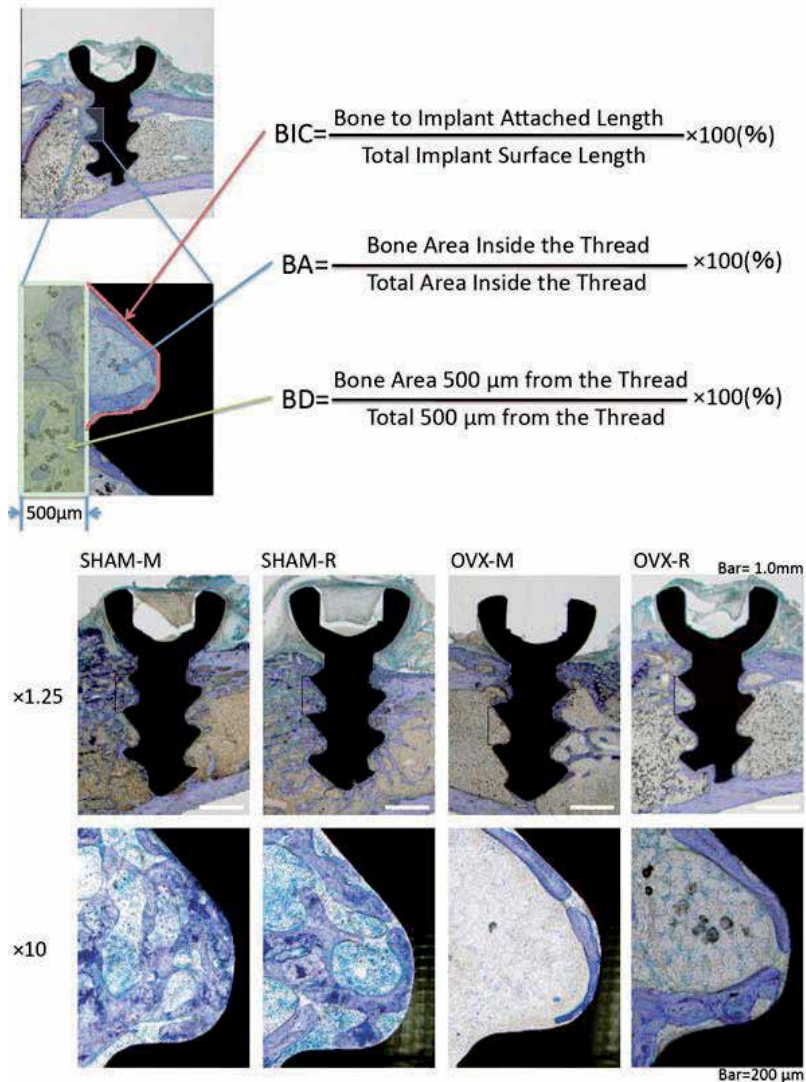 BIC= Bone to Implant Attached Length ×100(%)
Total Implant Surface Length
BA= Bone Area Inside the Thread ×100(%)
Total Area Inside the Thread
BD= Bone Area 500 μm from the Thread ×100(%)
Total 500 μm from the Thread
500μm
SHAM-M SHAM-R OVX-M OVX-R
Bar= 1.0mm
×1.25
×10
Bar=200 μm